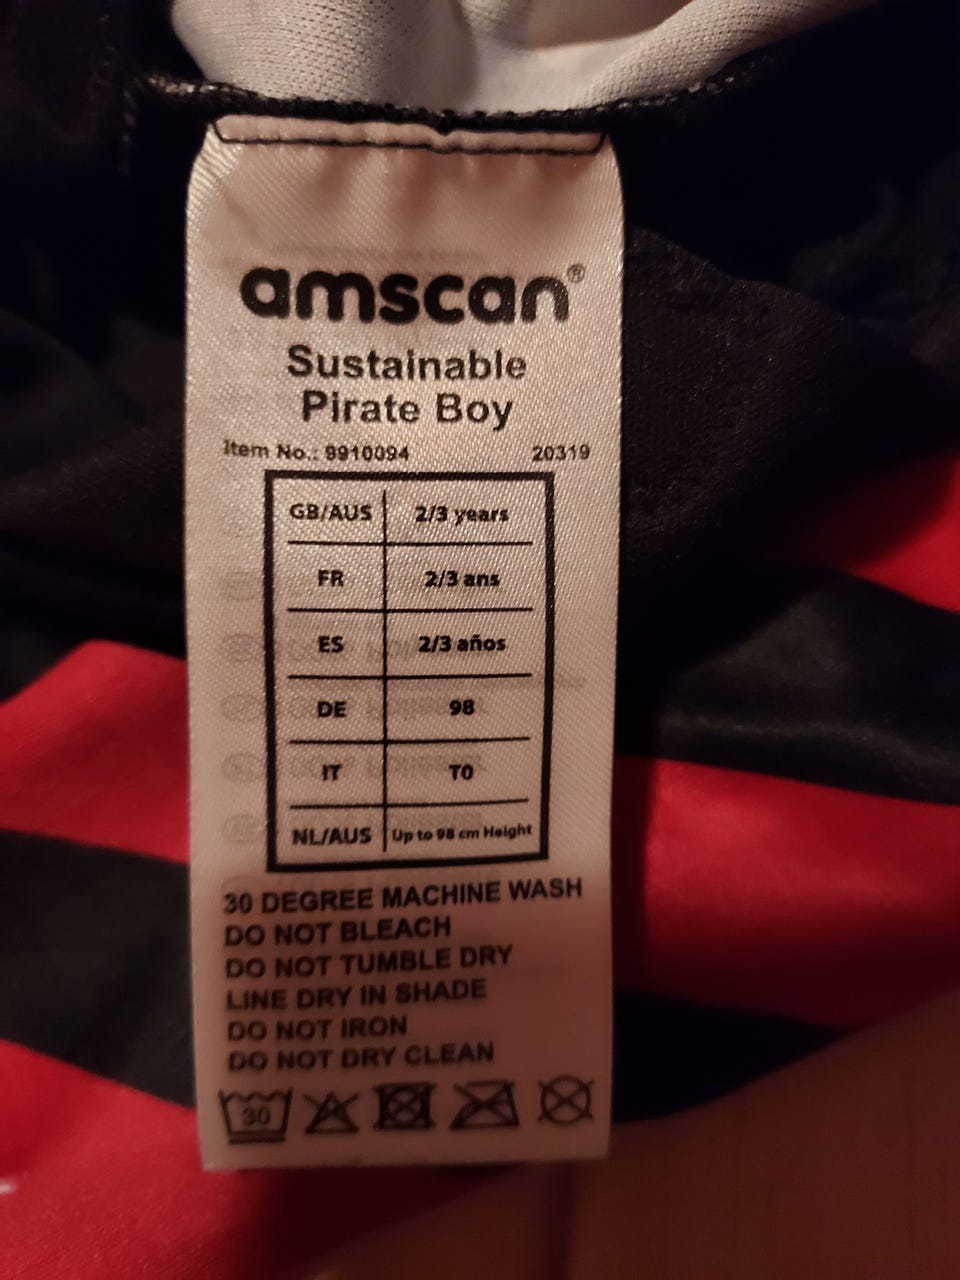 amscan®
Sustainable
Pirate Boy
Item No.: 9910094 20319
GB/AUS 2/3 years
FR 2/3 ans
ES 2/3 años
DE 98
IT T0
NL/AUS Up to 98 cm Height
30 DEGREE MACHINE WASH
DO NOT BLEACH
DO NOT TUMBLE DRY
LINE DRY IN SHADE
DO NOT IRON
DO NOT DRY CLEAN
30